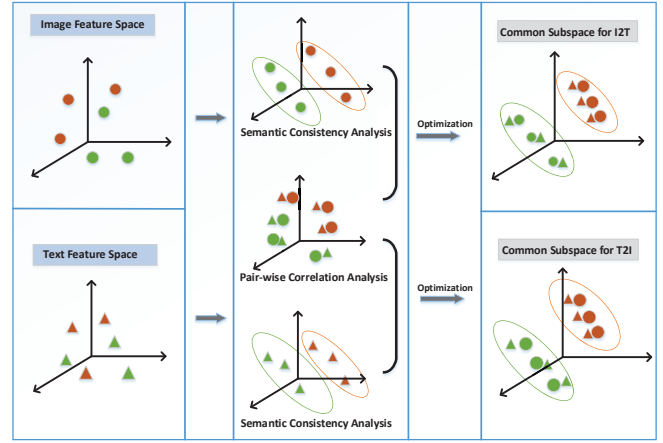 Image Feature Space
Semantic Consistency Analysis
Optimization
Common Subspace for I2T
Text Feature Space
Pair-wise Correlation Analysis
Semantic Consistency Analysis
Optimization
Common Subspace for T2I